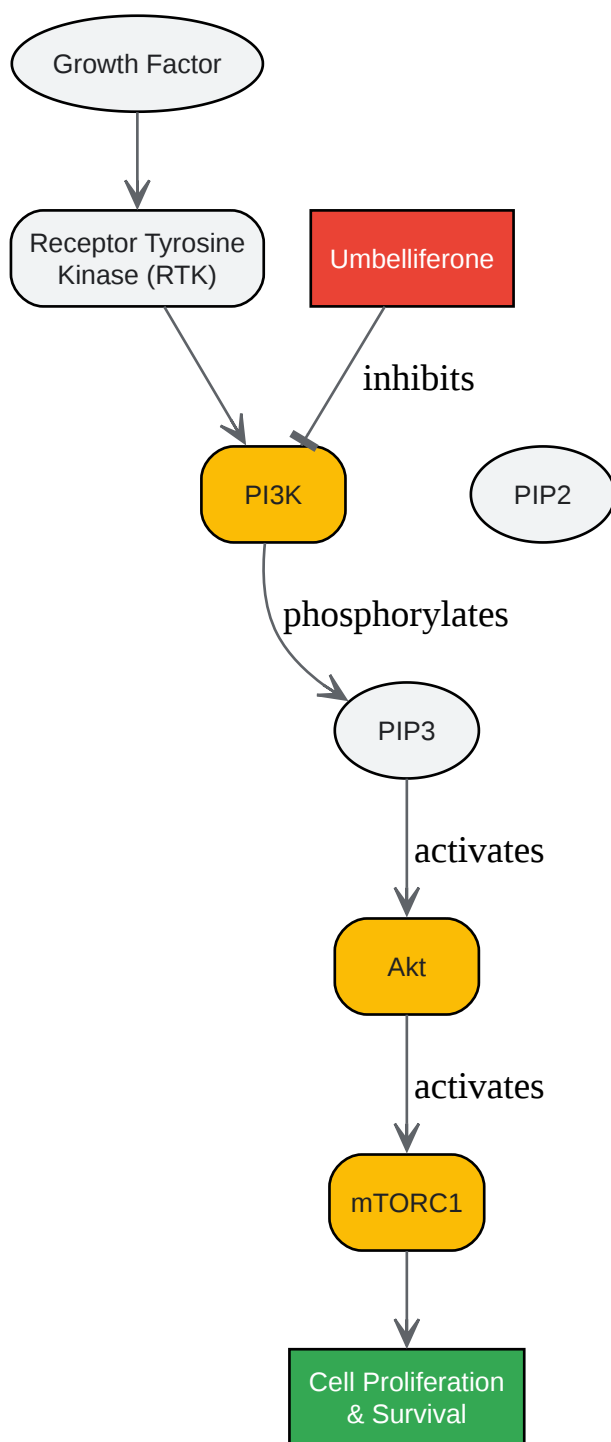 Growth Factor
Receptor Tyrosine
Kinase (RTK)
Umbelliferone
inhibits
PI3K
PIP2
phosphorylates
PIP3
activates
Akt
activates
mTORC1
Cell Proliferation
& Survival